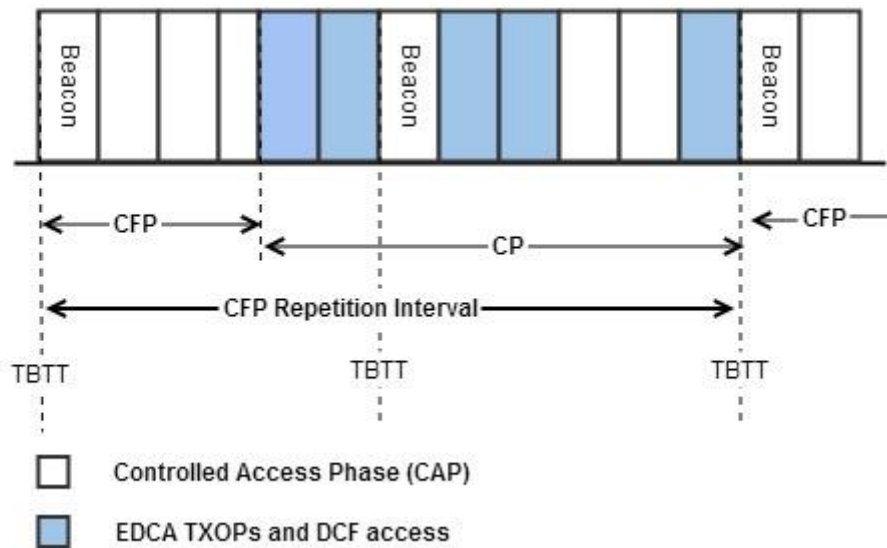 Beacon
Beacon
Beacon
CFP
CFP
CP
CFP Repetition Interval
TBTT
TBTT
TBTT
Controlled Access Phase (CAP)
EDCA TXOPs and DCF access